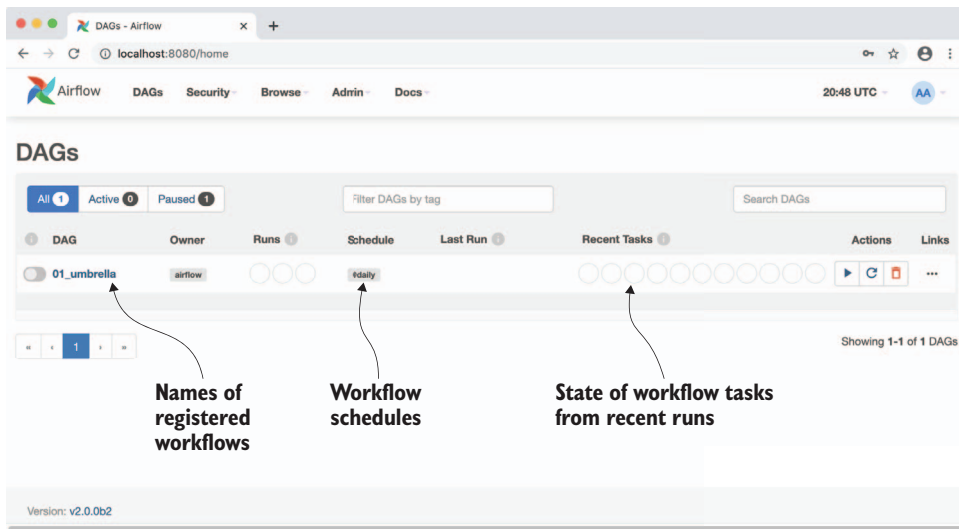 DAGs - Airflow
localhost:8080/home
Airflow DAGs Security Browse Admin Docs 20:48 UTC AA
DAGs
All 1 Active 0 Paused 1 Filter DAGs by tag Search DAGs
DAG Owner Runs Schedule Last Run Recent Tasks Actions Links
01_umbrella airflow @daily
« ‹ 1 › » Showing 1-1 of 1 DAGs
Names of registered workflows
Workflow schedules
State of workflow tasks from recent runs
Version: v2.0.0b2